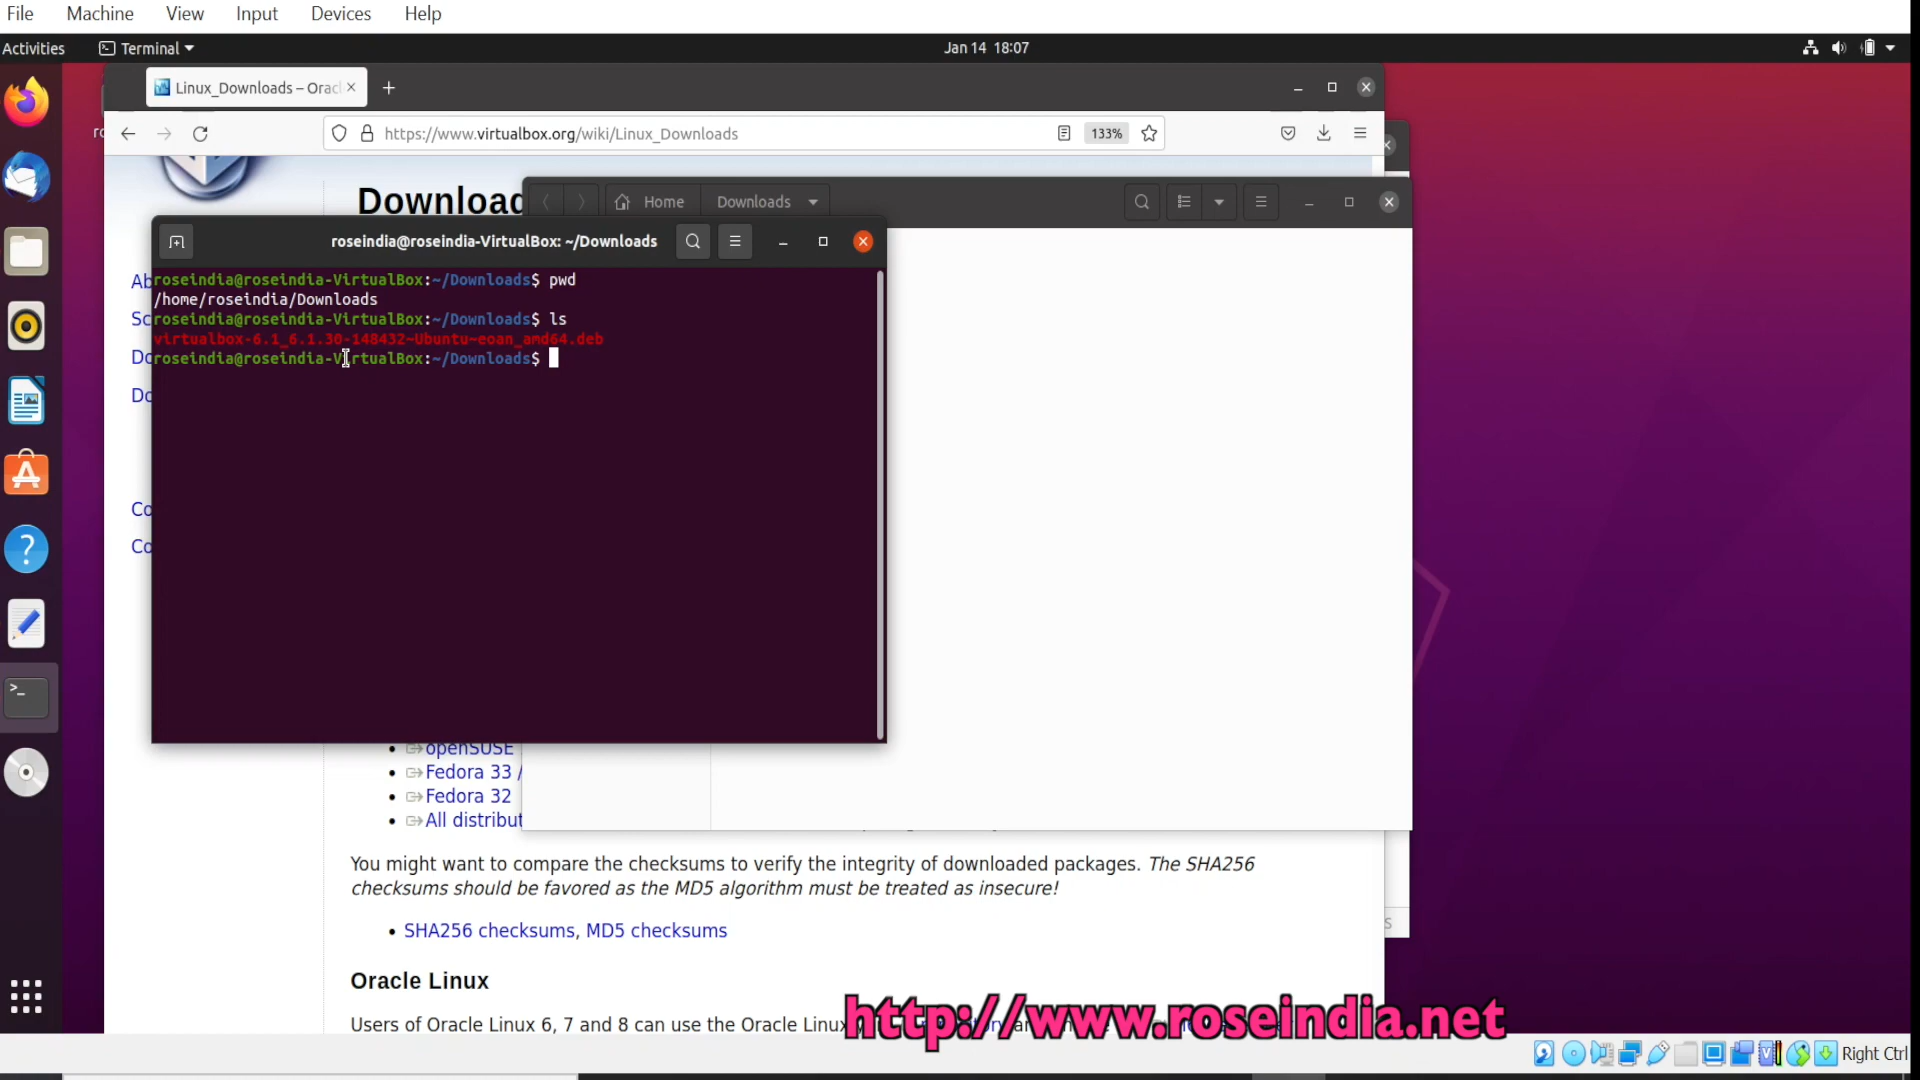 File Machine View Input Devices Help
Activities Terminal Jan 14 18:07
Linux_Downloads – Orac
https://www.virtualbox.org/wiki/Linux_Downloads 133%
Download
Home Downloads
roseindia@roseindia-VirtualBox: ~/Downloads
roseindia@roseindia-VirtualBox:~/Downloads$ pwd
/home/roseindia/Downloads
roseindia@roseindia-VirtualBox:~/Downloads$ ls
virtualbox-6.1_6.1.30-148432~Ubuntu~eoan_amd64.deb
roseindia@roseindia-VirtualBox:~/Downloads$
Ab
Sc
Do
Do
Co
Co
openSUSE
Fedora 33 /
Fedora 32
All distribut
You might want to compare the checksums to verify the integrity of downloaded packages. The SHA256
checksums should be favored as the MD5 algorithm must be treated as insecure!
SHA256 checksums, MD5 checksums
Oracle Linux
Users of Oracle Linux 6, 7 and 8 can use the Oracle Linux
http://www.roseindia.net
Right Ctrl